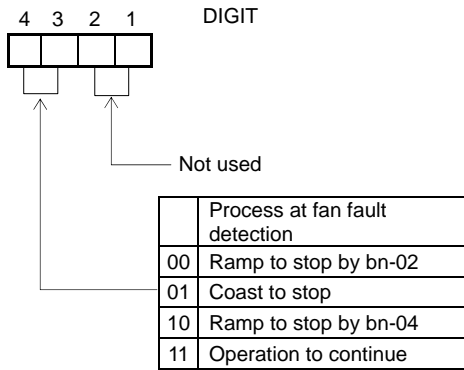 4 3 2 1 DIGIT
Not used
Process at fan fault
detection
00 Ramp to stop by bn-02
01 Coast to stop
10 Ramp to stop by bn-04
11 Operation to continue